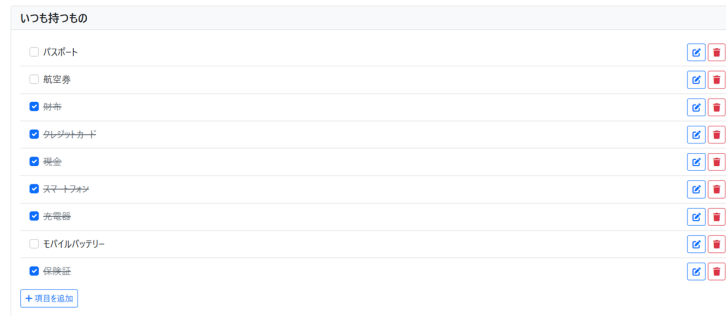 いつも持つもの
パスポート
航空券
財布
クレジットカード
現金
スマートフォン
充電器
モバイルバッテリー
保険証
+ 項目を追加